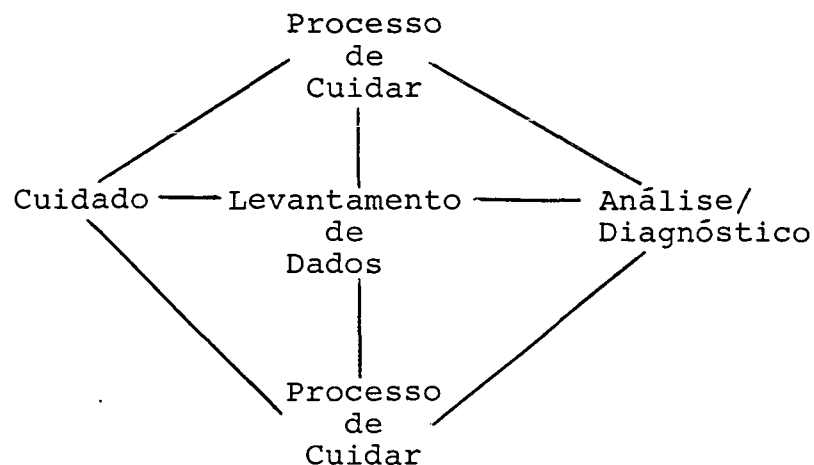 Processo
de
Cuidar
Cuidado Levantamento Análise/
de Diagnóstico
Dados
Processo
de
Cuidar